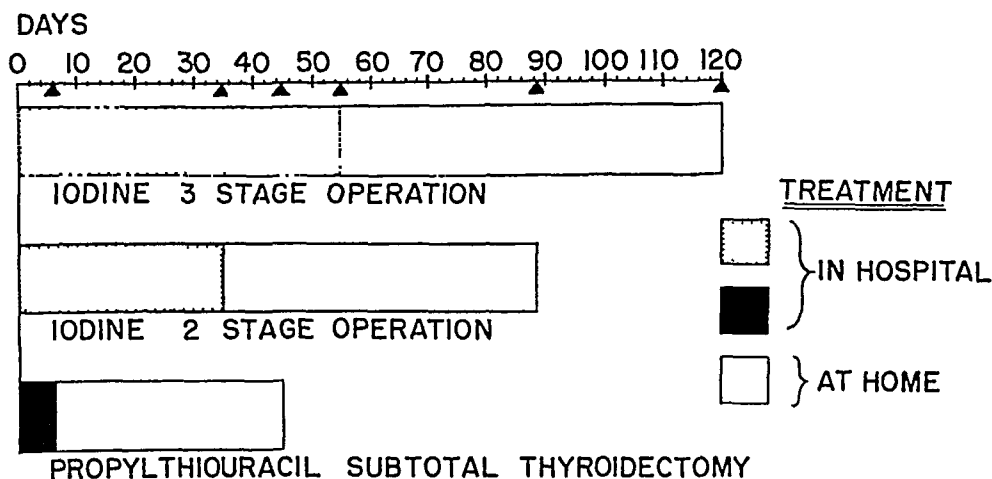 DAYS
0 10 20 30 40 50 60 70 80 90 100 110 120
IODINE 3 STAGE OPERATION
TREATMENT
IN HOSPITAL
IODINE 2 STAGE OPERATION
AT HOME
PROPYLTHIOURACIL SUBTOTAL THYROIDECTOMY